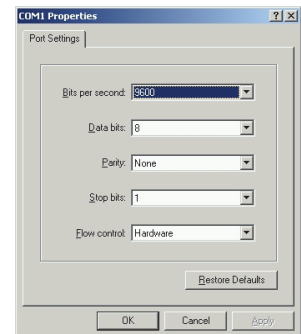 COM1 Properties
Port Settings
Bits per second: 9600
Data bits: 8
Parity: None
Stop bits: 1
Flow control: Hardware
Restore Defaults
OK Cancel Apply